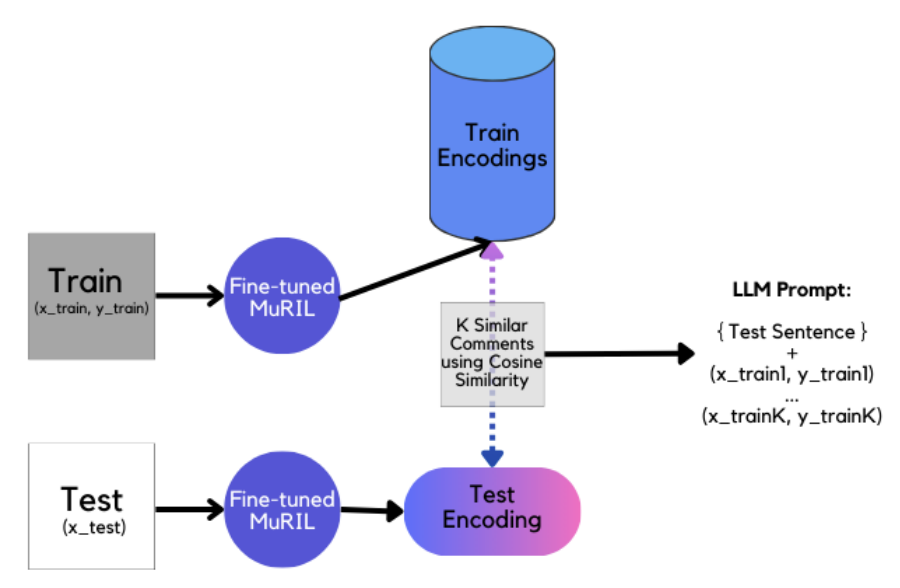 Train
Encodings
Train
(x_train, y_train)
Fine-tuned
MuRIL
K Similar
Comments
using Cosine
Similarity
LLM Prompt:
{ Test Sentence }
+
(x_train1, y_train1)
...
(x_trainK, y_trainK)
Test
(x_test)
Fine-tuned
MuRIL
Test
Encoding